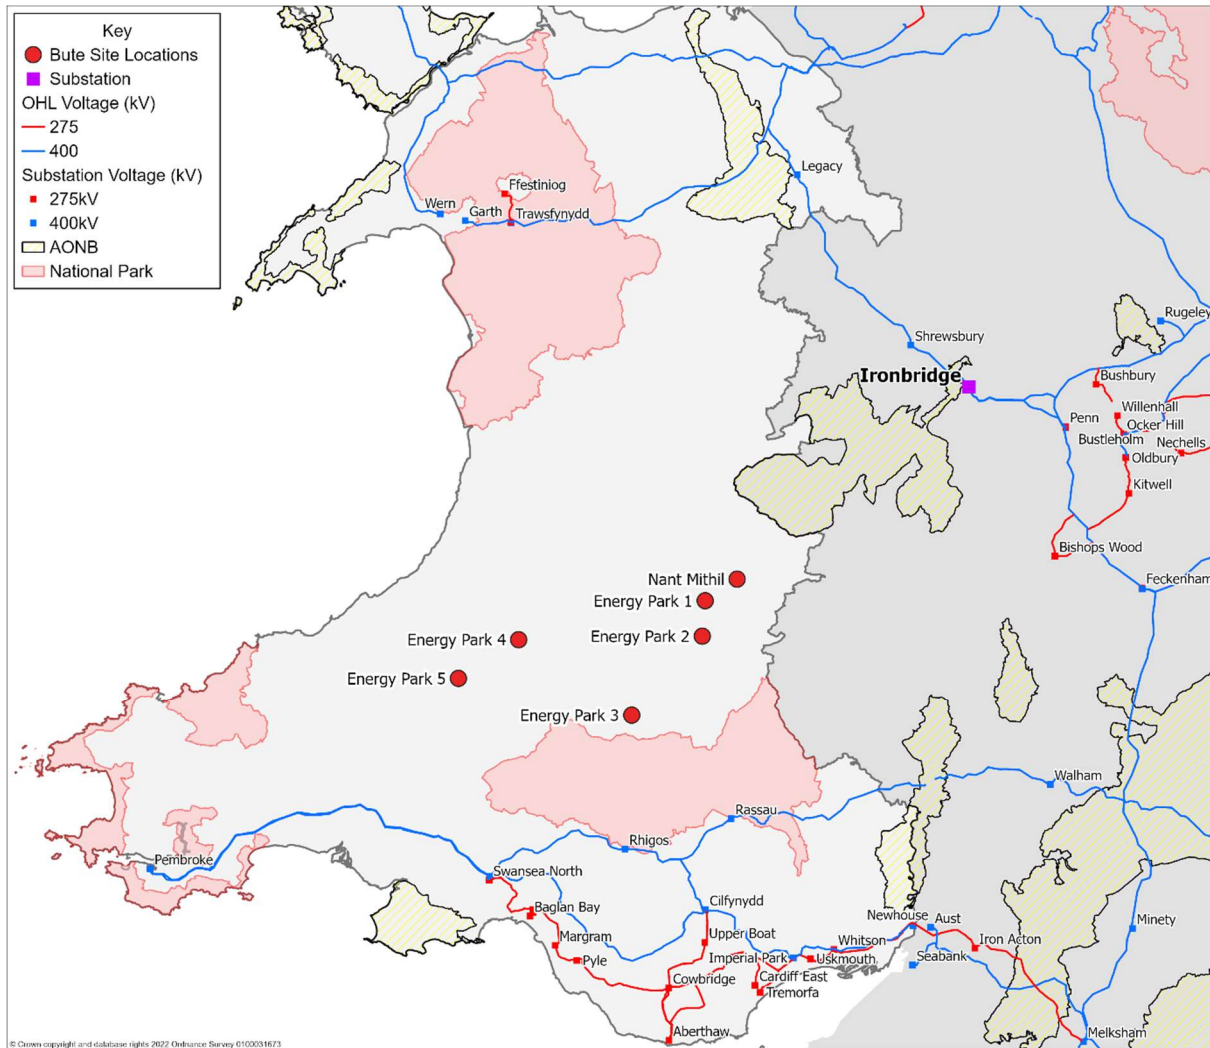 Key
Bute Site Locations
Substation
OHL Voltage (kV)
275
400
Substation Voltage (kV)
275kV
400kV
AONB
National Park
Legacy
Ffestiniog
Wern
Garth
Trawsfynydd
Rugeley
Shrewsbury
Ironbridge
Bushbury
Willenhall
Penn
Ocker Hill
Bustleholm
Nechells
Oldbury
Kitwell
Bishops Wood
Feckenham
Nant Mithil
Energy Park 1
Energy Park 2
Energy Park 4
Energy Park 5
Energy Park 3
Walham
Rassau
Rhigos
Pembroke
Swansea North
Baglan Bay
Cilfynydd
Newhouse
Aust
Minety
Margram
Upper Boat
Whitson
Iron Acton
Imperial Park
Uskmouth
Seabank
Pyle
Cardiff East
Cowbridge
Tremorfa
Aberthaw
Melksham
© Crown copyright and database rights 2022 Ordnance Survey 0100031673